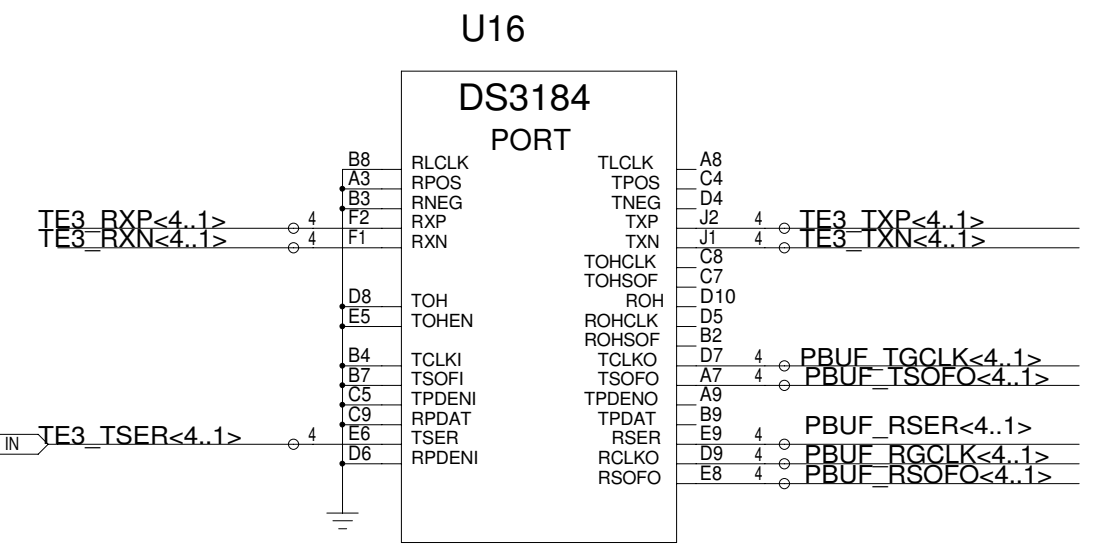 U16
DS3184
PORT
B8 RLCLK TLCLK A8
A3 RPOS TPOS C4
B3 RNEG TNEG D4
TE3_RXP<4..1> 4 F2 RXP TXP J2 4 TE3_TXP<4..1>
TE3_RXN<4..1> 4 F1 RXN TXN J1 4 TE3_TXN<4..1>
TOHCLK C8
TOHSOF C7
D8 TOH ROH D10
E5 TOHEN ROHCLK D5
ROHSOF B2
B4 TCLKI TCLKO D7 4 PBUF_TGCLK<4..1>
B7 TSOFI TSOFO A7 4 PBUF_TSOFO<4..1>
C5 TPDENI TPDENO A9
C9 RPDAT TPDAT B9
IN TE3_TSER<4..1> 4 E6 TSER RSER E9 4 PBUF_RSER<4..1>
D6 RPDENI RCLKO D9 4 PBUF_RGCLK<4..1>
RSOFO E8 4 PBUF_RSOFO<4..1>